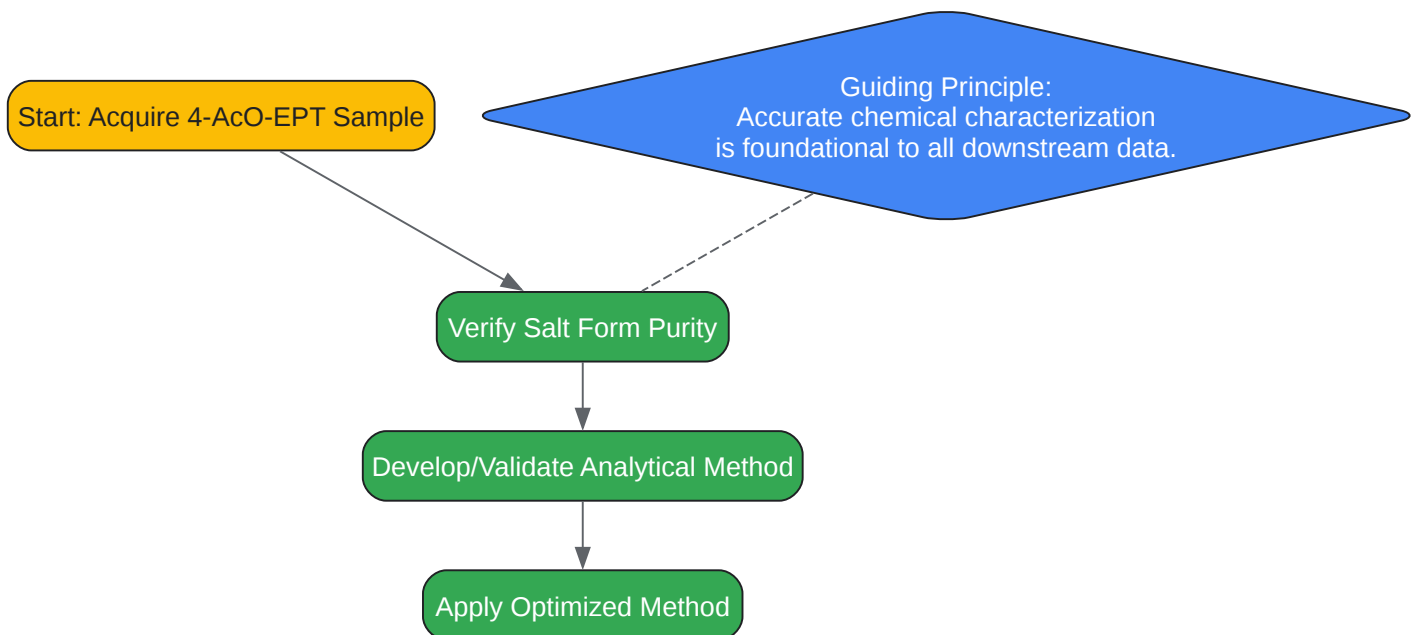 Start: Acquire 4-AcO-EPT Sample
Guiding Principle:
Accurate chemical characterization
is foundational to all downstream data.
Verify Salt Form Purity
Develop/Validate Analytical Method
Apply Optimized Method